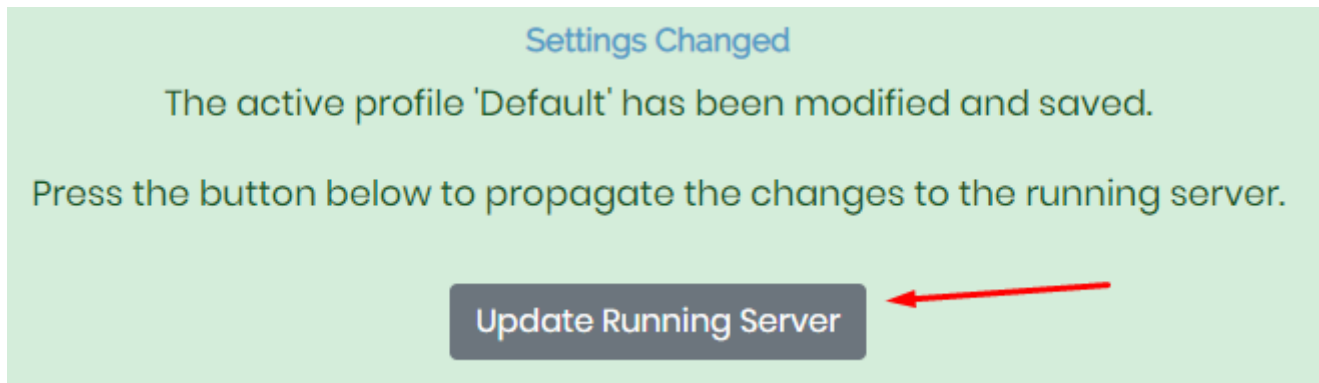 Settings Changed
The active profile 'Default' has been modified and saved.
Press the button below to propagate the changes to the running server.
Update Running Server